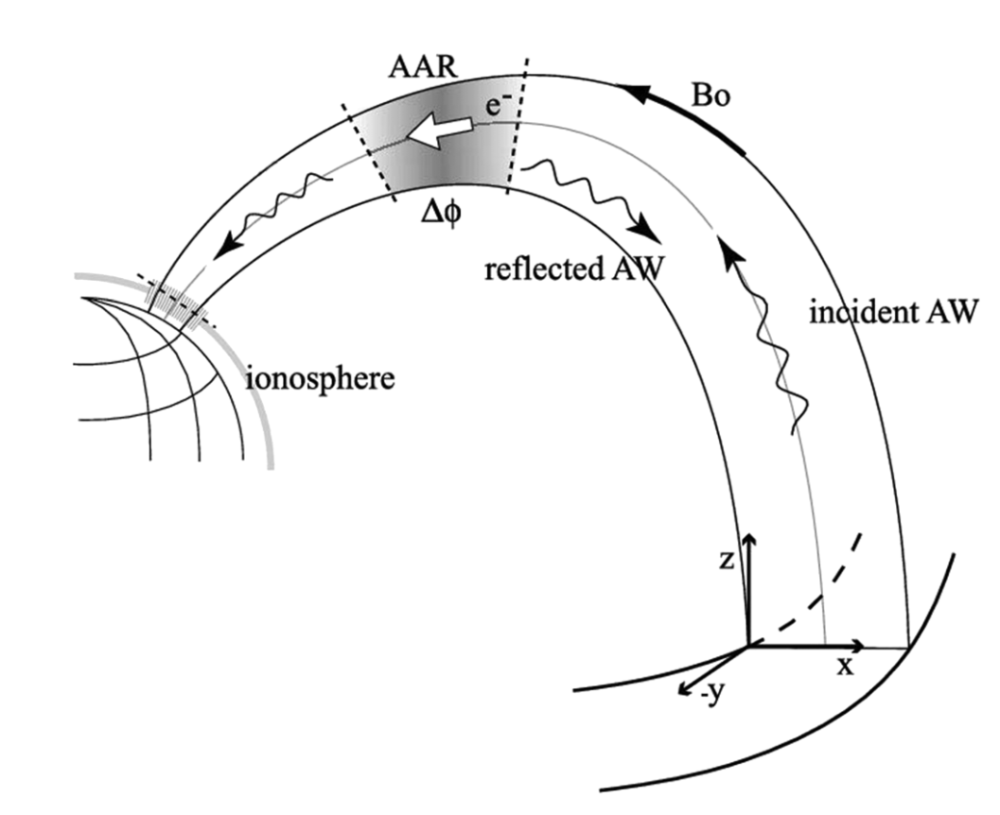 AAR
e⁻
Bo
Δϕ
reflected AW
incident AW
ionosphere
z
x
-y